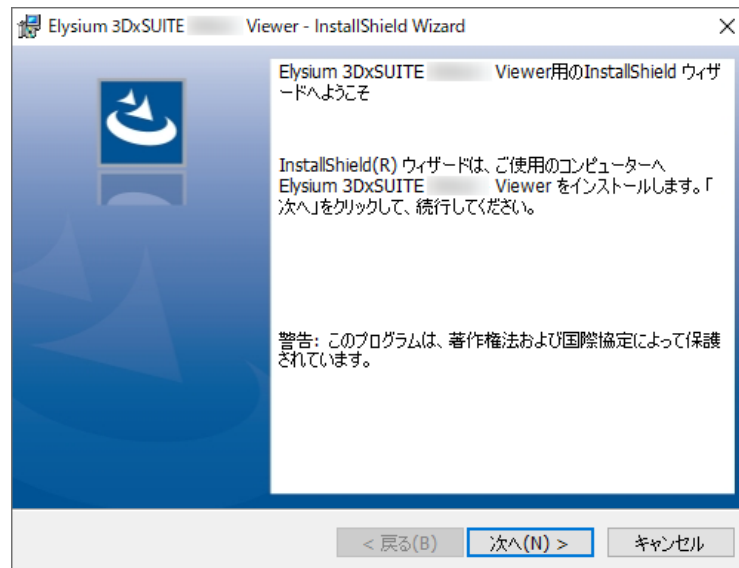 Elysium 3DxSUITE Viewer - InstallShield Wizard
Elysium 3DxSUITE Viewer用のInstallShield ウィザ
ードへようこそ
InstallShield(R) ウィザードは、ご使用のコンピューターへ
Elysium 3DxSUITE Viewer をインストールします。「
次へ」をクリックして、続行してください。
警告: このプログラムは、著作権法および国際協定によって保護
されています。
< 戻る(B) 次へ(N) > キャンセル